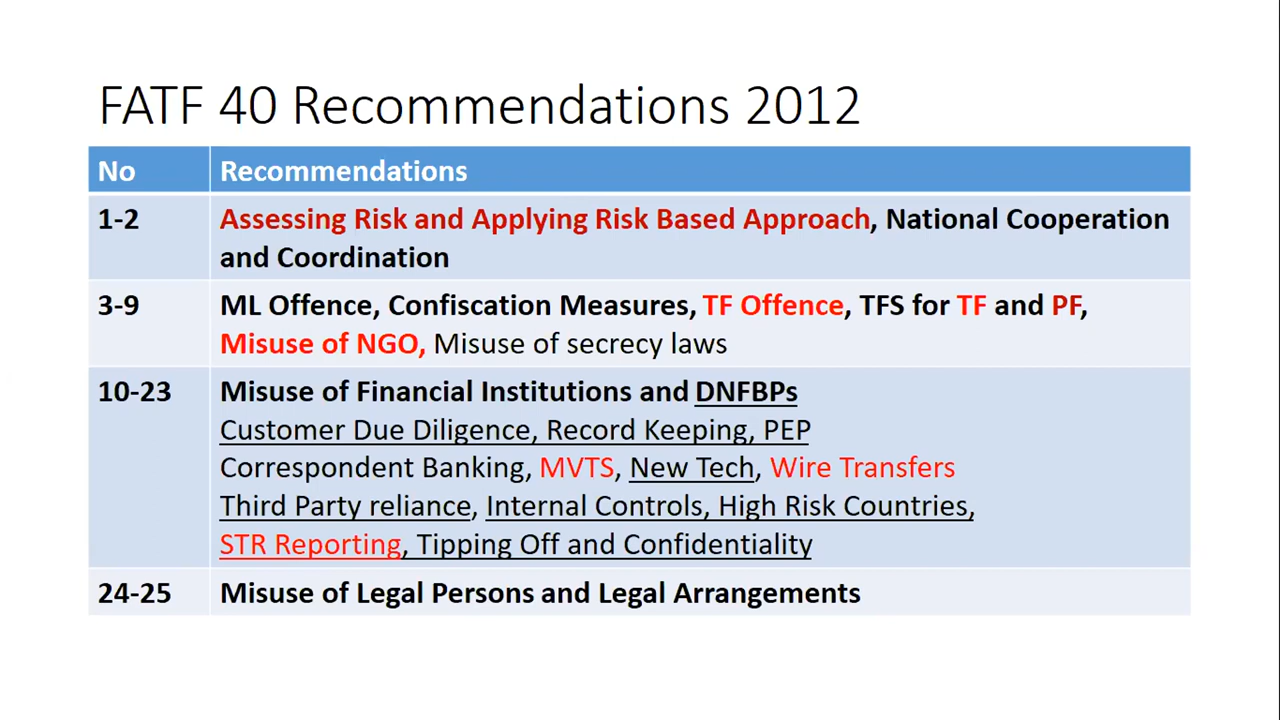 FATF 40 Recommendations 2012
No Recommendations
1-2 Assessing Risk and Applying Risk Based Approach, National Cooperation
and Coordination
3-9 ML Offence, Confiscation Measures, TF Offence, TFS for TF and PF,
Misuse of NGO, Misuse of secrecy laws
10-23 Misuse of Financial Institutions and DNFBPs
Customer Due Diligence, Record Keeping, PEP
Correspondent Banking, MVTS, New Tech, Wire Transfers
Third Party reliance, Internal Controls, High Risk Countries,
STR Reporting, Tipping Off and Confidentiality
24-25 Misuse of Legal Persons and Legal Arrangements